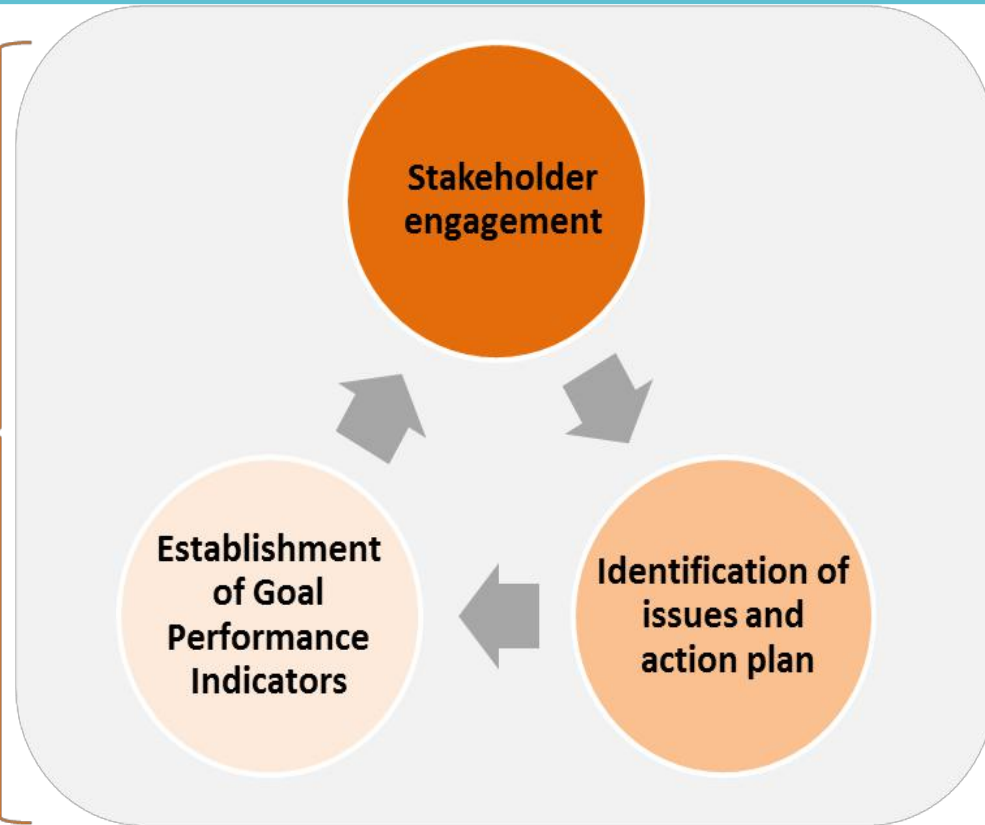 Stakeholder
engagement
Identification of
issues and
action plan
Establishment
of Goal
Performance
Indicators